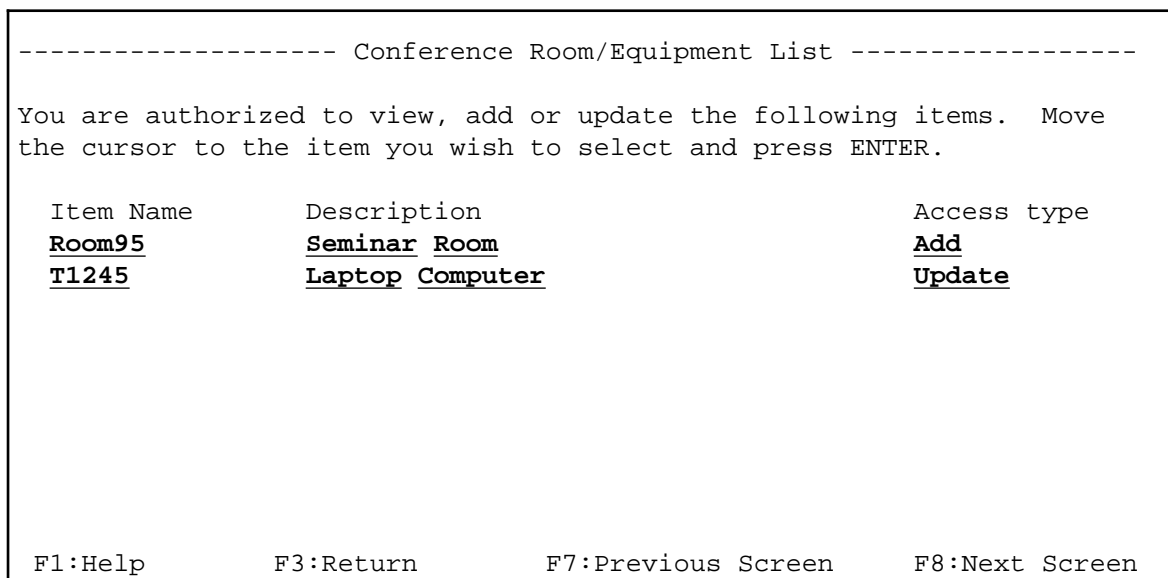 -------------------- Conference Room/Equipment List ------------------
You are authorized to view, add or update the following items.  Move
the cursor to the item you wish to select and press ENTER.
Item Name       Description                           Access type
Room95          Seminar Room                          Add
T1245           Laptop Computer                       Update
F1:Help        F3:Return        F7:Previous Screen     F8:Next Screen